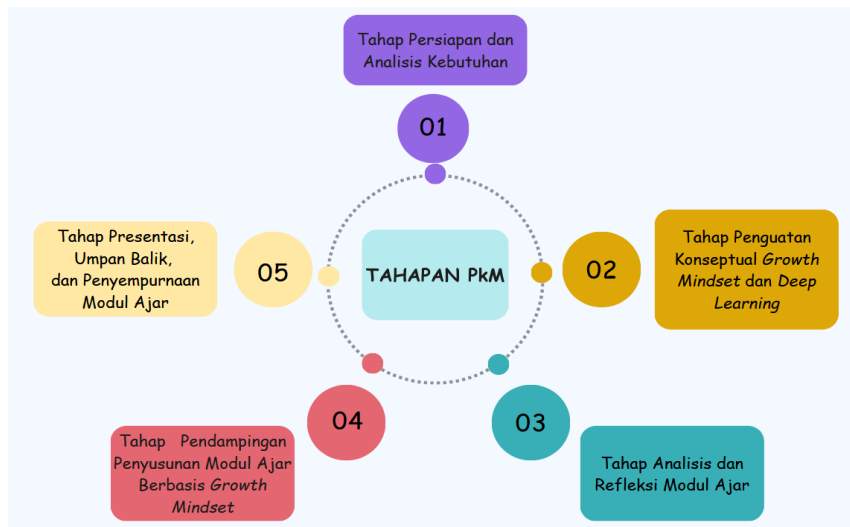 Tahap Persiapan dan
Analisis Kebutuhan
01
TAHAPAN PkM
02
Tahap Penguatan
Konseptual Growth
Mindset dan Deep
Learning
03
Tahap Analisis dan
Refleksi Modul Ajar
04
Tahap Pendampingan
Penyusunan Modul Ajar
Berbasis Growth
Mindset
05
Tahap Presentasi,
Umpan Balik,
dan Penyempurnaan
Modul Ajar